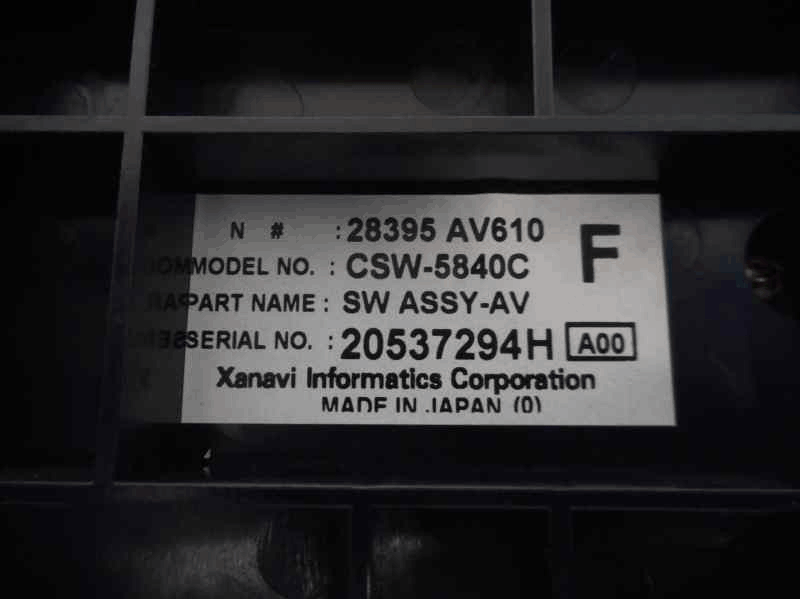 N # : 28395 AV610 F
MODEL NO. : CSW-5840C
PART NAME : SW ASSY-AV
SERIAL NO. : 20537294H A00
Xanavi Informatics Corporation
MADE IN JAPAN (0)